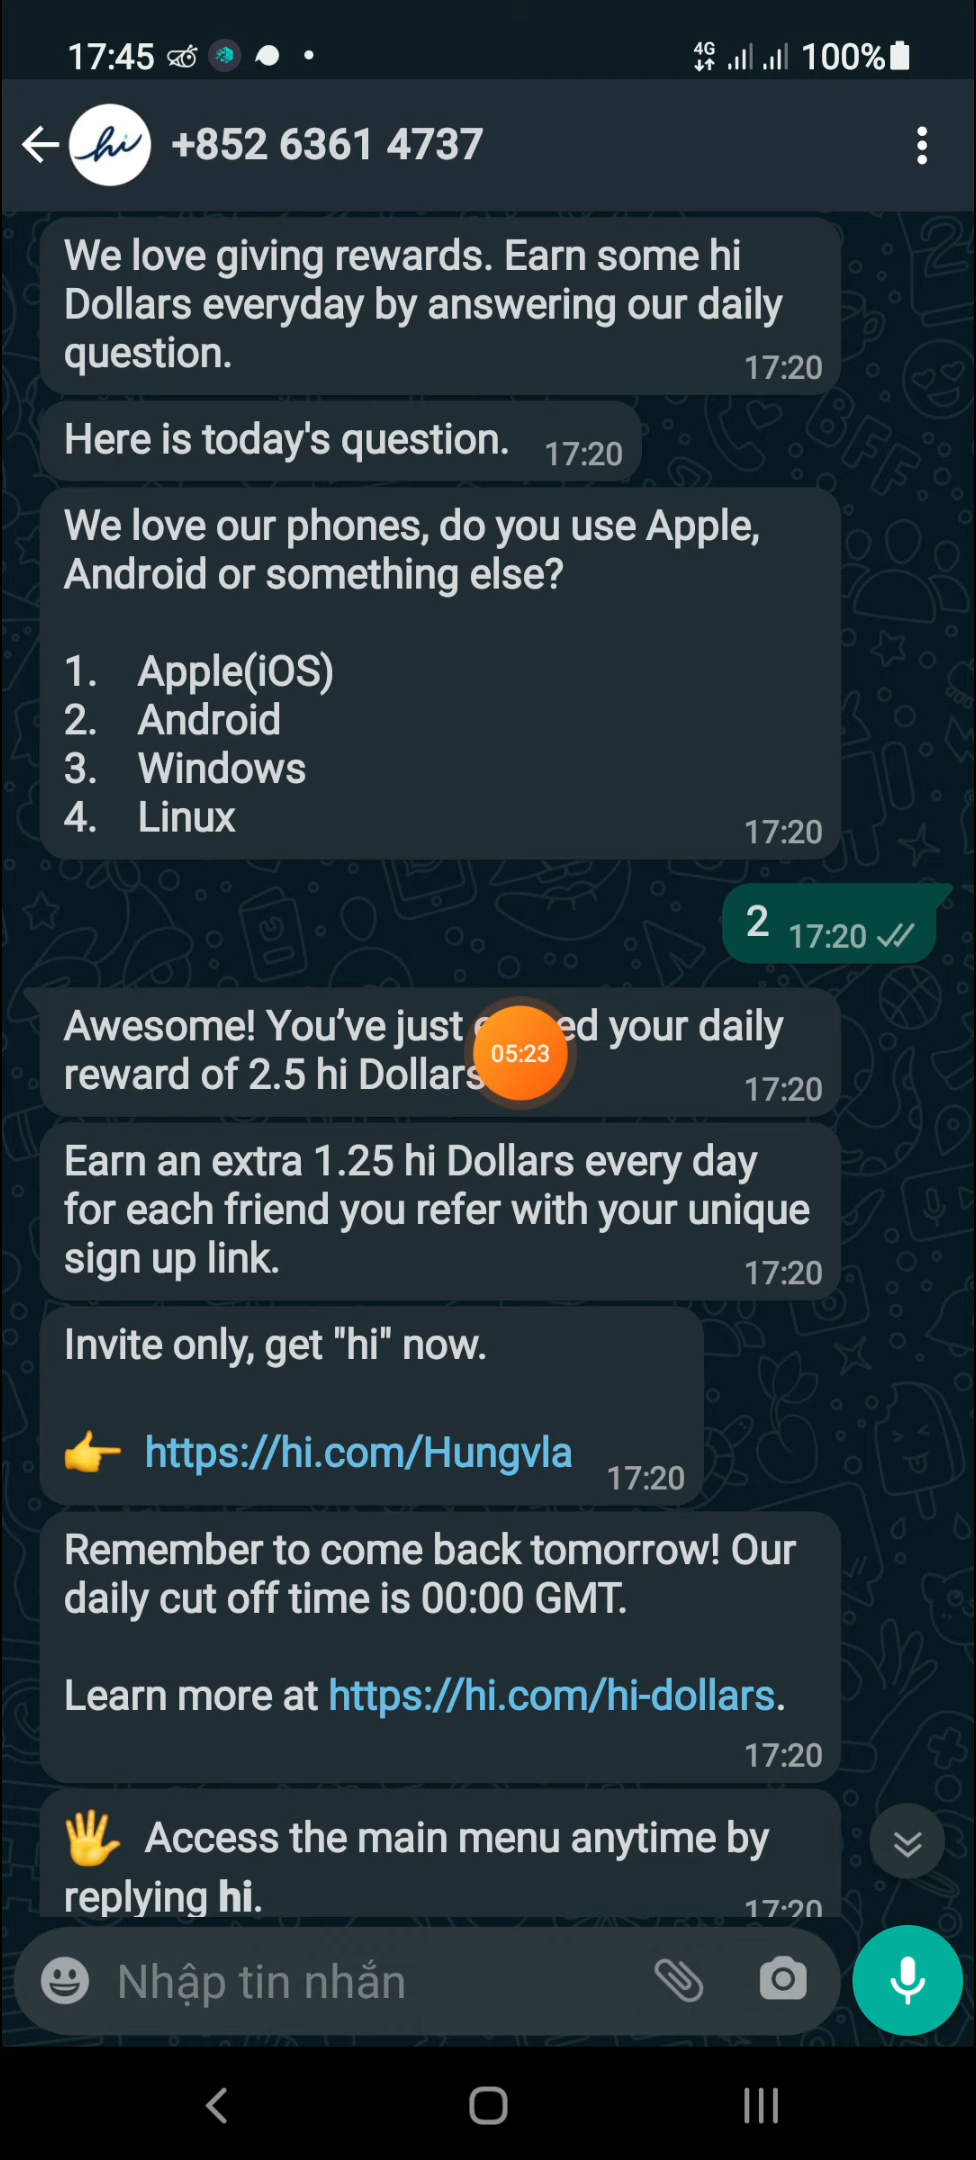 17:45
4G
100%
hi
+852 6361 4737
We love giving rewards. Earn some hi
Dollars everyday by answering our daily
question.
17:20
Here is today's question.
17:20
We love our phones, do you use Apple,
Android or something else?
1. Apple(iOS)
2. Android
3. Windows
4. Linux
17:20
2 17:20
Awesome! You've just ed your daily
05:23
reward of 2.5 hi Dollars
17:20
Earn an extra 1.25 hi Dollars every day
for each friend you refer with your unique
sign up link.
17:20
Invite only, get "hi" now.
👉 https://hi.com/Hungvla
17:20
Remember to come back tomorrow! Our
daily cut off time is 00:00 GMT.
Learn more at https://hi.com/hi-dollars.
17:20
🖐 Access the main menu anytime by
replying hi.
17:20
Nhập tin nhắn